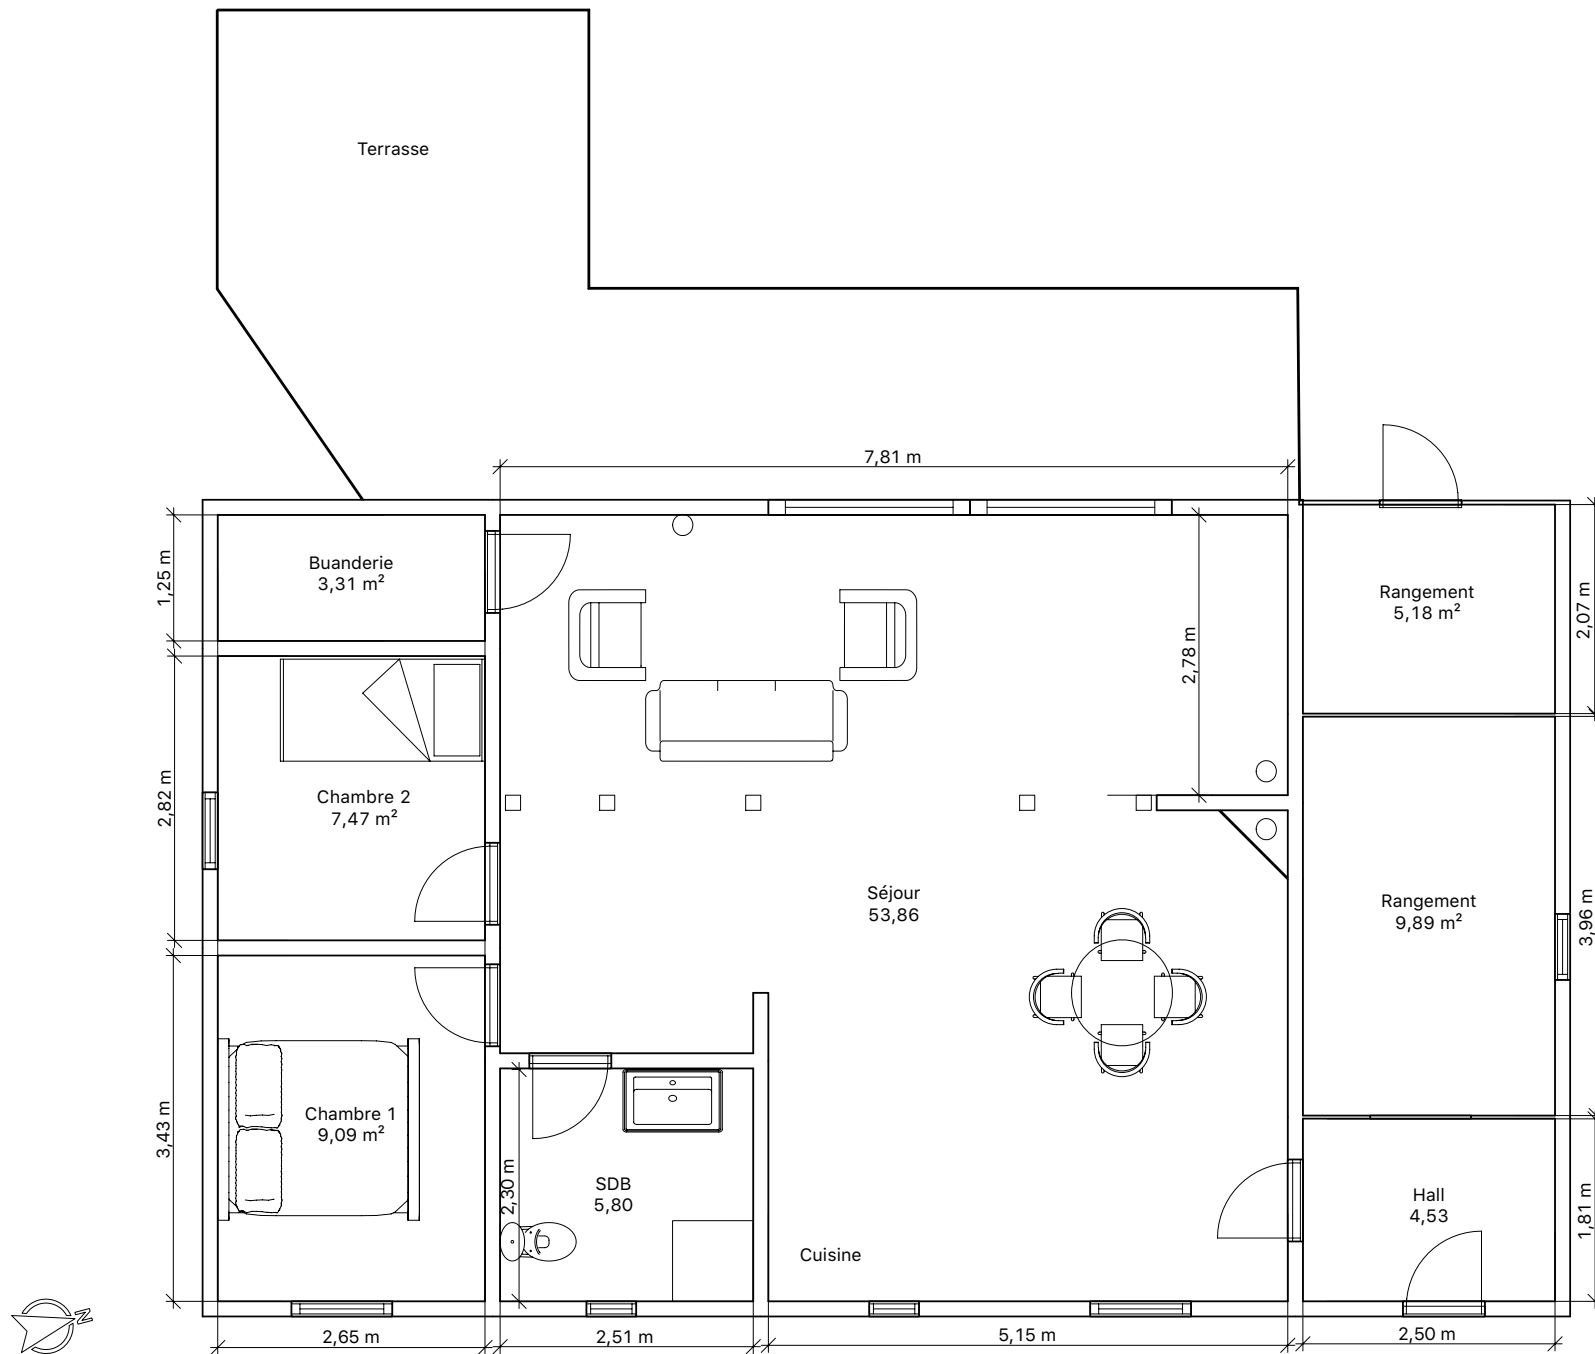 Terrasse
7,81 m
Buanderie
3,31 m²
1,25 m
Rangement
5,18 m²
2,07 m
2,78 m
Chambre 2
7,47 m²
2,82 m
Séjour
53,86
Rangement
9,89 m²
3,96 m
Chambre 1
9,09 m²
3,43 m
SDB
5,80
2,30 m
Hall
4,53
1,81 m
Cuisine
N
2,65 m
2,51 m
5,15 m
2,50 m